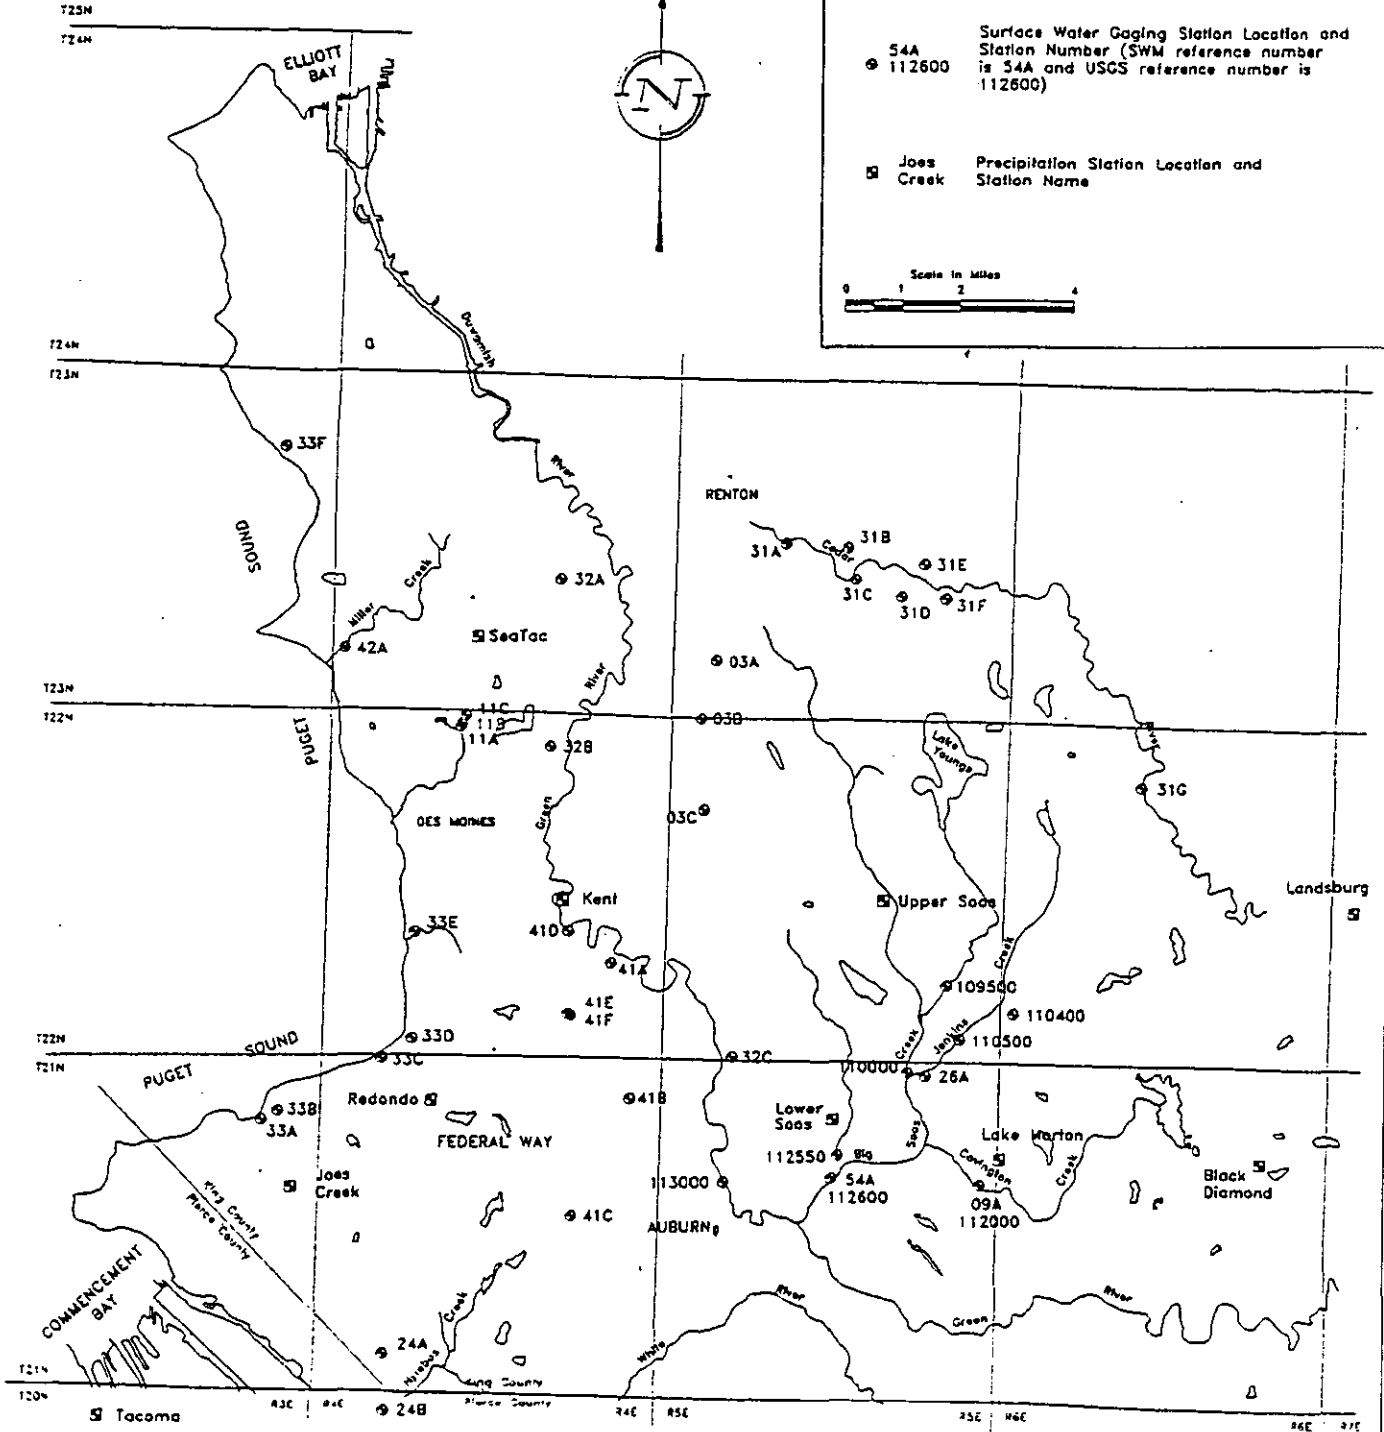 T25N
T24N
ELLIOTT
BAY
N
54A
112600
Surface Water Gaging Station Location and
Station Number (SWM reference number
is 54A and USGS reference number is
112600)
Joes
Creek
Precipitation Station Location and
Station Name
Scale in Miles
0 1 2 4
Duwamish
T24N
T23N
33F
River
RENTON
SOUND
31A
Cedar
31B
31E
31C
31D
31F
Miller
Creek
32A
42A
SeaTac
03A
River
T23N
T22N
PUGET
11C
11B
11A
32B
03B
Lake
Youngs
River
31G
Green
03C
DES MOINES
Kent
Upper Soos
Landsburg
33E
41D
41A
Creek
109500
41E
41F
110400
Jenkins
110500
Creek
T22N
T21N
PUGET
SOUND
33D
33C
32C
110000
26A
33B
33A
Redondo
41B
Lower
Soos
FEDERAL WAY
Soos
Lake Morton
112550
Big
Covington
Creek
Joes
Creek
King County
Pierce County
113000
54A
112600
09A
112000
Black
Diamond
41C
AUBURN
COMMENCEMENT
BAY
Creek
Hylebos
24A
White
River
Green
River
T21N
T20N
King County
Pierce County
Tacoma
R3E R4E
24B
R4E R5E
R5E R6E
R6E R7E